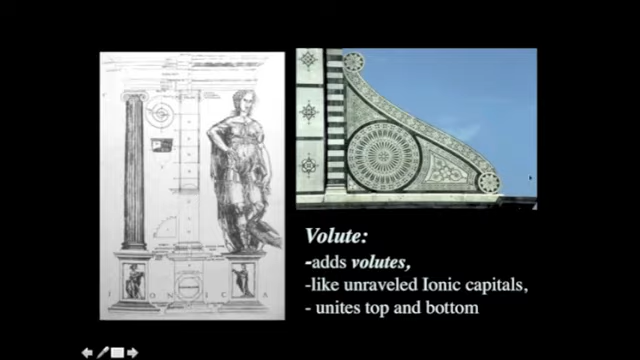 Volute:
-adds volutes,
-like unraveled Ionic capitals,
- unites top and bottom
I O N I C A